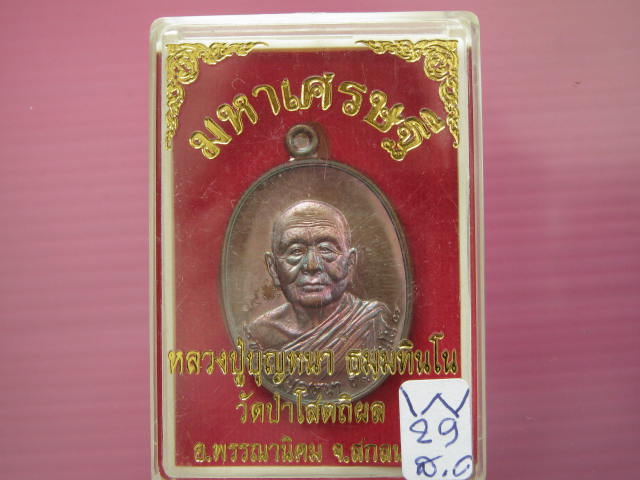 มหาเศรษฐี
หลวงปู่บุญหนา ธมฺมทินฺโน
วัดป่าโสตถิผล
อ.พรรณานิคม จ.สกลน
W
29
ส.0